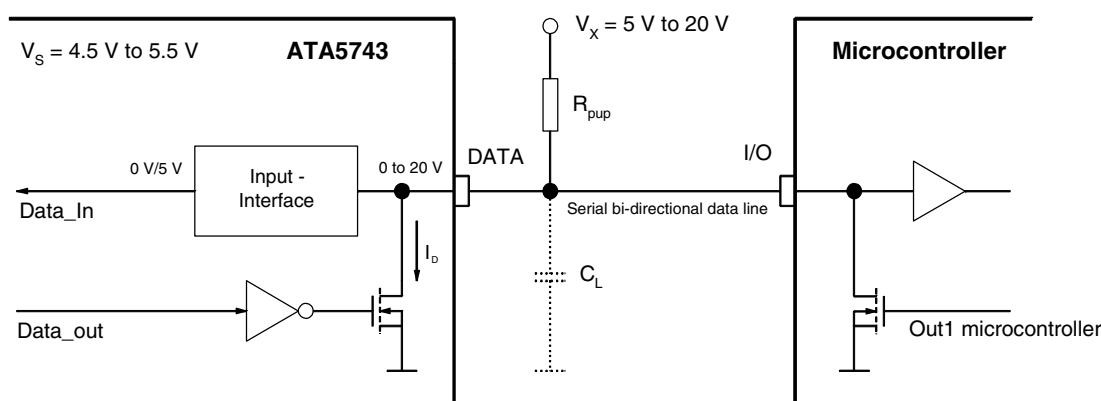 V_S = 4.5 V to 5.5 V
ATA5743
V_X = 5 V to 20 V
Microcontroller
R_pup
DATA
I/O
0 V/5 V
Input -
Interface
0 to 20 V
Data_In
Serial bi-directional data line
I_D
C_L
Data_out
Out1 microcontroller